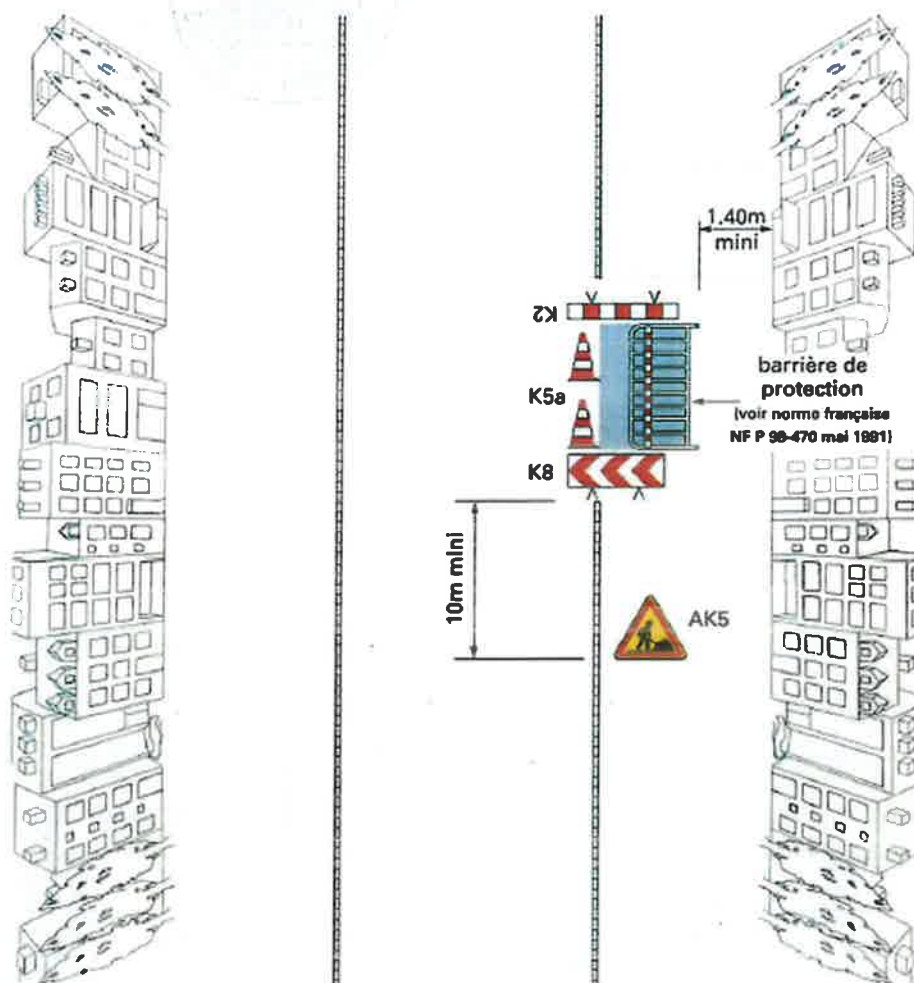 1.40m
mini
K2
barrière de
protection
(voir norme française
NF P 98-470 mai 1991)
K5a
K8
10m mini
AK5